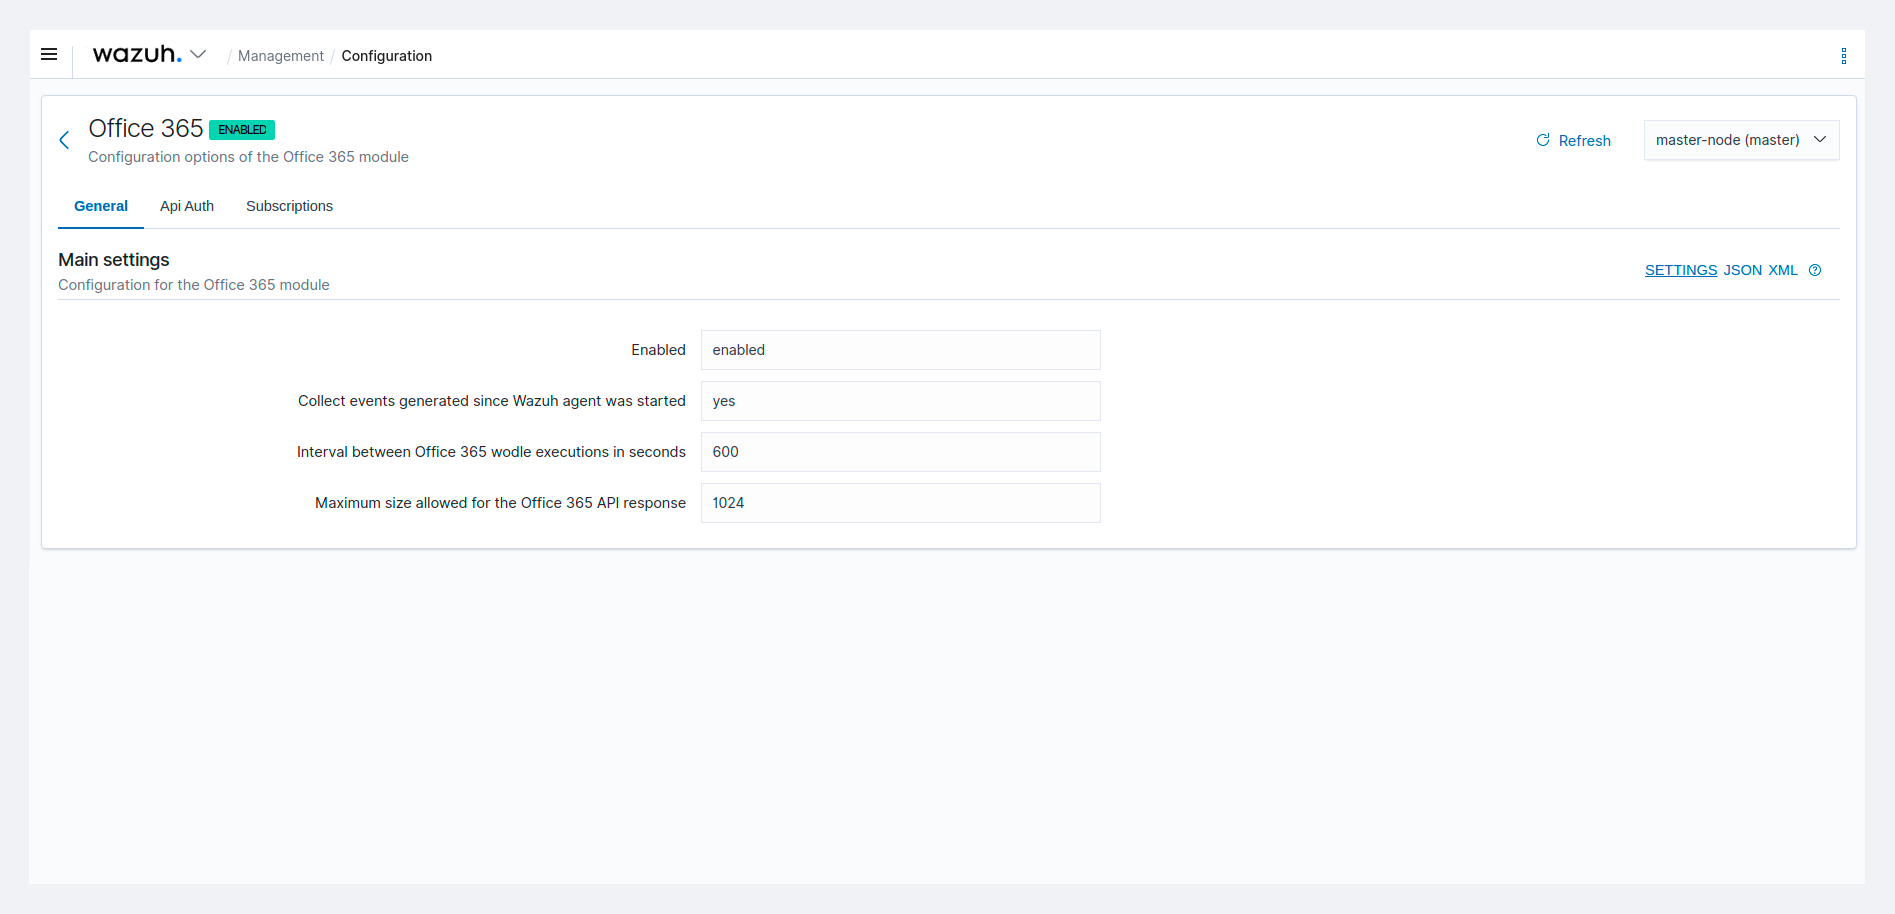 wazuh. / Management / Configuration
Office 365 ENABLED
Configuration options of the Office 365 module
Refresh
master-node (master)
General Api Auth Subscriptions
Main settings
Configuration for the Office 365 module
SETTINGS JSON XML
Enabled enabled
Collect events generated since Wazuh agent was started yes
Interval between Office 365 wodle executions in seconds 600
Maximum size allowed for the Office 365 API response 1024